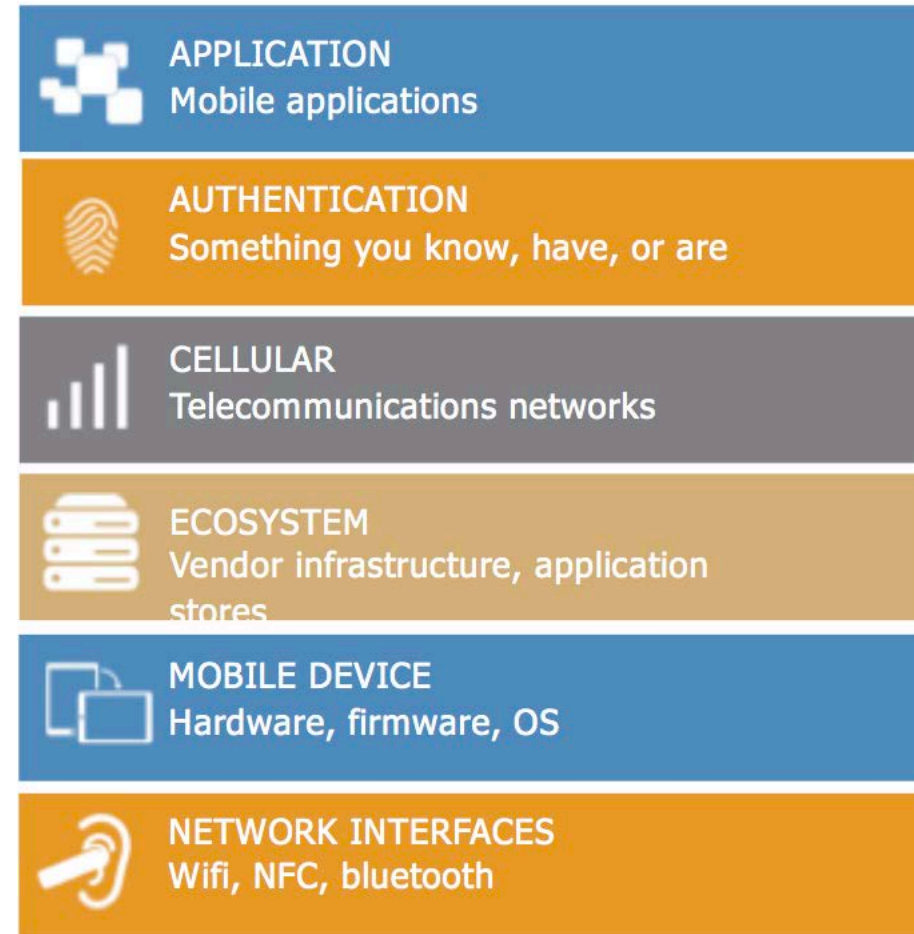 APPLICATION
Mobile applications
AUTHENTICATION
Something you know, have, or are
CELLULAR
Telecommunications networks
ECOSYSTEM
Vendor infrastructure, application
stores
MOBILE DEVICE
Hardware, firmware, OS
NETWORK INTERFACES
Wifi, NFC, bluetooth